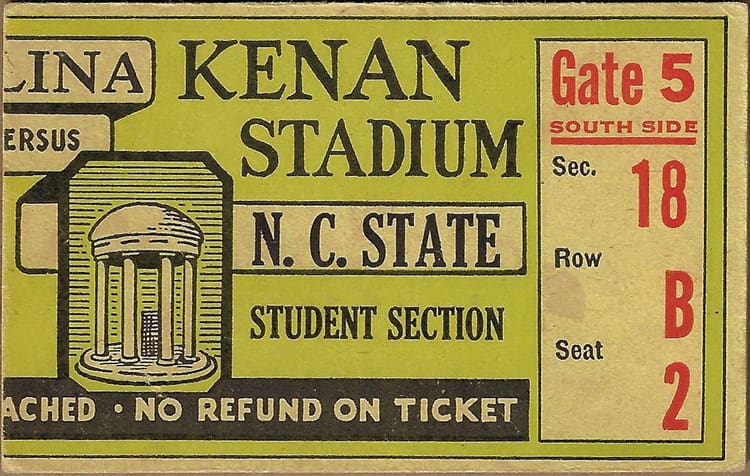 LINA
VERSUS
KENAN
STADIUM
N. C. STATE
STUDENT SECTION
ACHED · NO REFUND ON TICKET
Gate 5
SOUTH SIDE
Sec.
18
Row
B
Seat
2